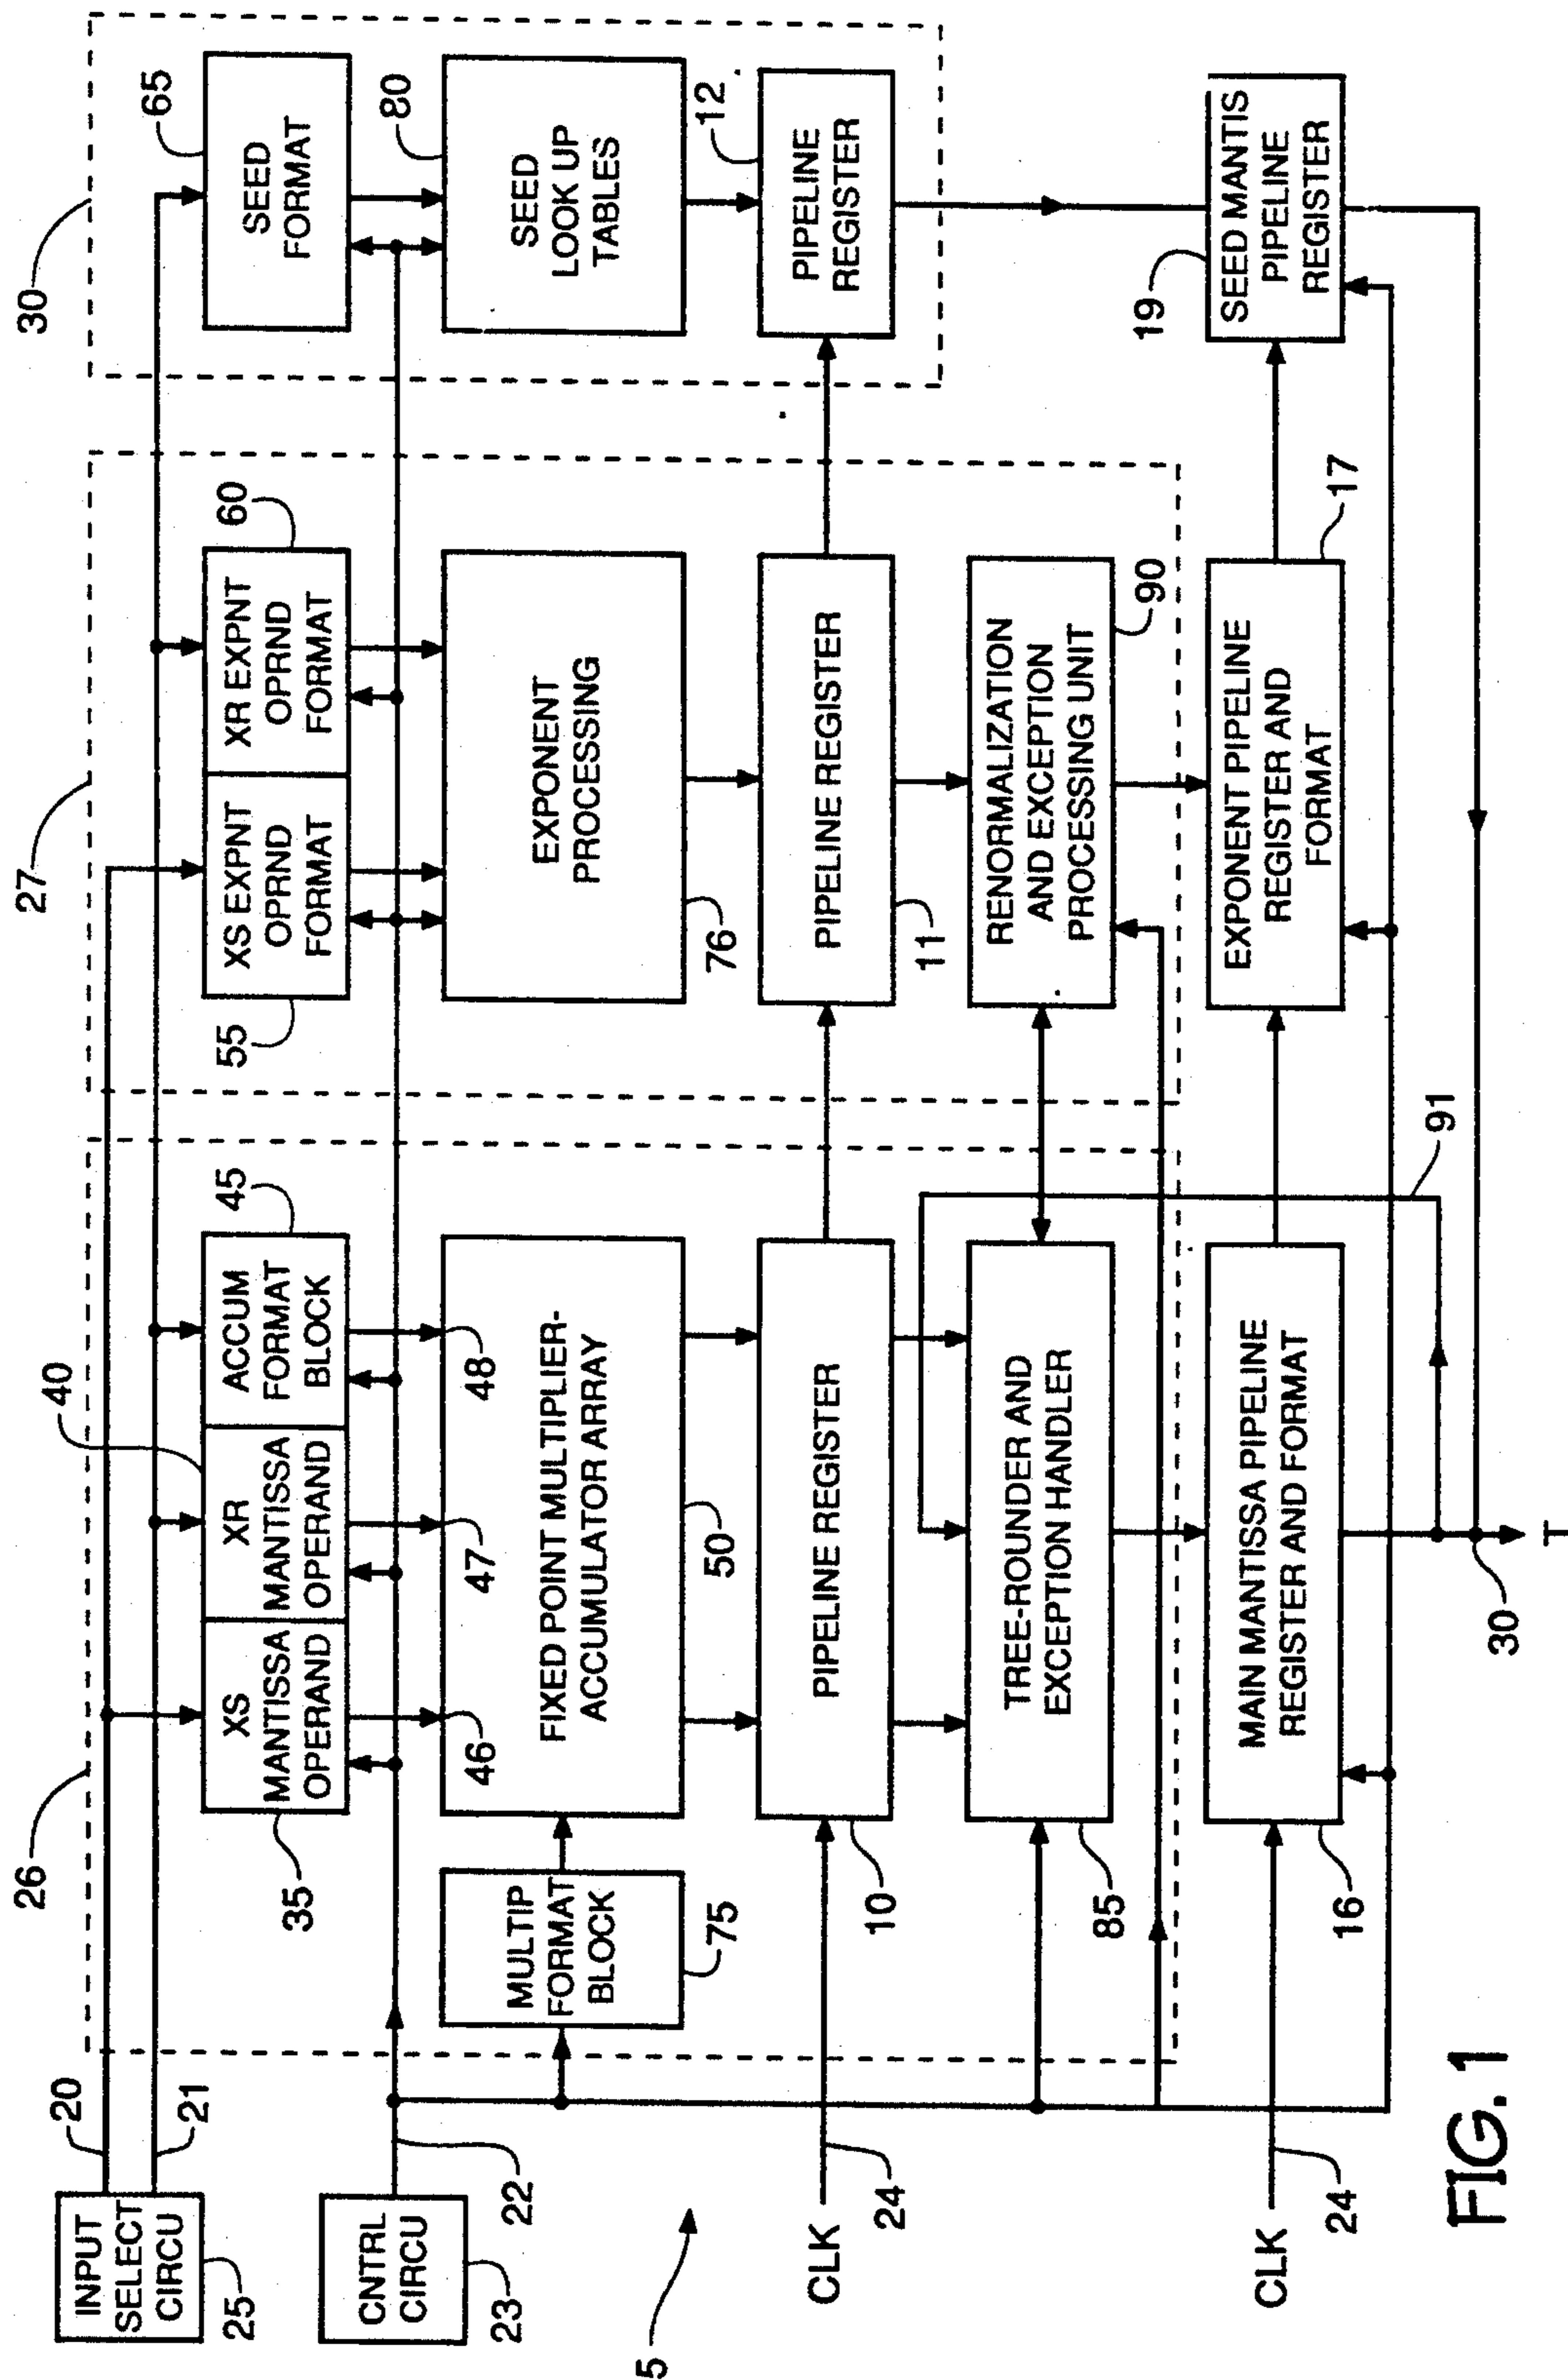 30
27
26
65
SEED
FORMAT
80
SEED
LOOK UP
TABLES
12
PIPELINE
REGISTER
19
SEED MANTIS
PIPELINE
REGISTER
60
XR EXPNT
OPRND
FORMAT
XS EXPNT
OPRND
FORMAT
55
EXPONENT
PROCESSING
76
PIPELINE REGISTER
11
RENORMALIZATION
AND EXCEPTION
PROCESSING UNIT
90
EXPONENT PIPELINE
REGISTER AND
FORMAT
17
40
45
ACCUM
FORMAT
BLOCK
XR
MANTISSA
OPERAND
XS
MANTISSA
OPERAND
35
46
47
48
FIXED POINT MULTIPLIER-
ACCUMULATOR ARRAY
50
MULTIP
FORMAT
BLOCK
75
PIPELINE REGISTER
10
TREE-ROUNDER AND
EXCEPTION HANDLER
85
91
MAIN MANTISSA PIPELINE
REGISTER AND FORMAT
16
30
T
20
21
INPUT
SELECT
CIRCU
25
CNTRL
CIRCU
23
22
5
CLK
24
CLK
24
FIG. 1